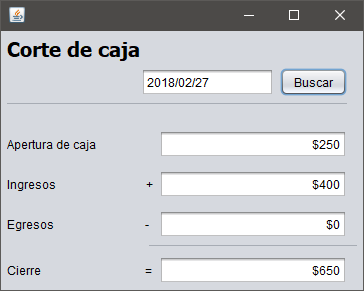 Corte de caja
2018/02/27 Buscar
Apertura de caja $250
Ingresos + $400
Egresos - $0
Cierre = $650